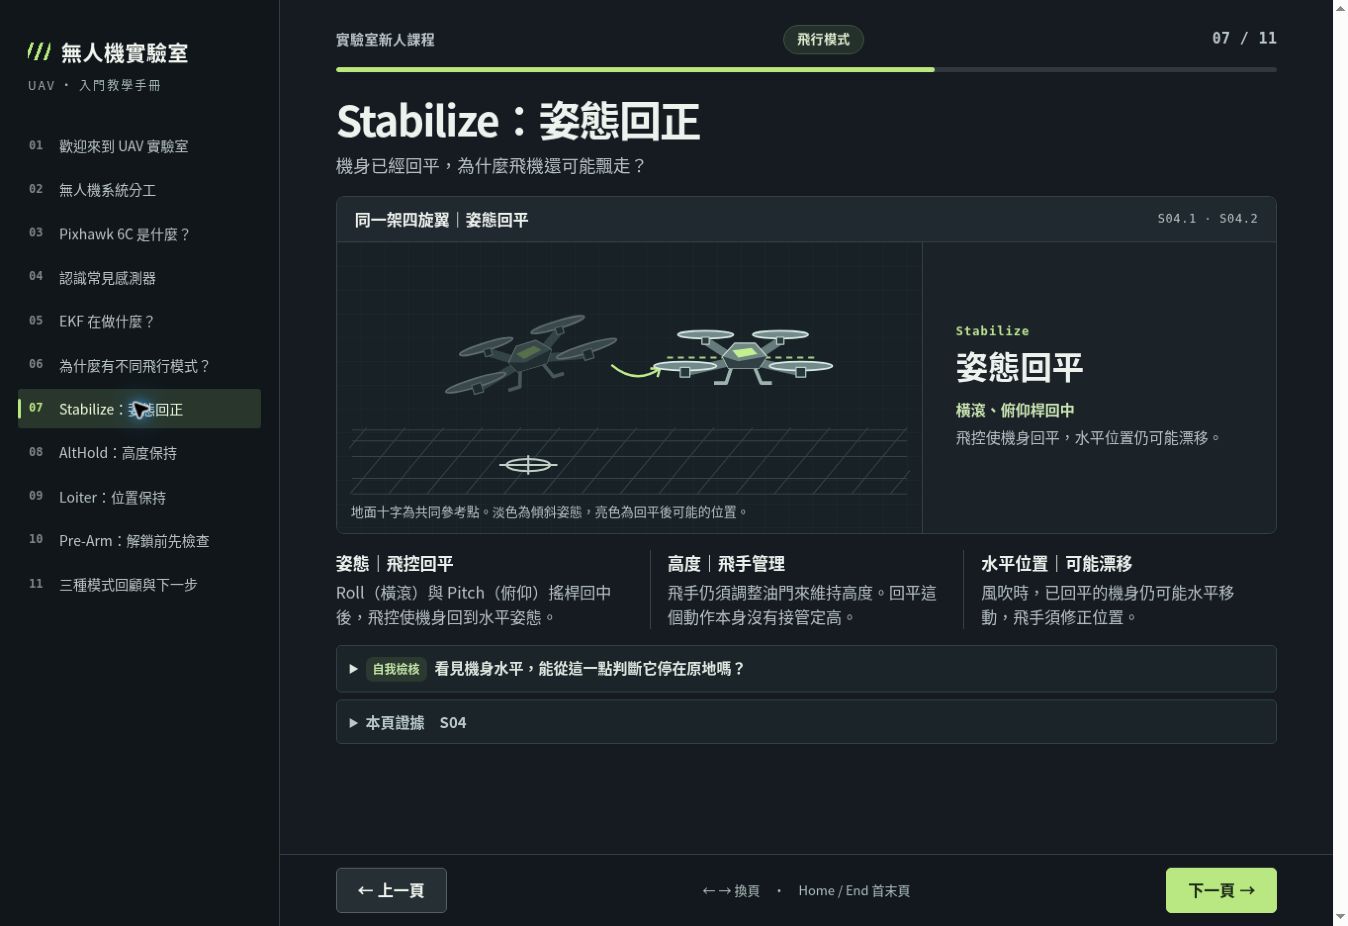 無人機實驗室
UAV · 入門教學手冊
01 歡迎來到 UAV 實驗室
02 無人機系統分工
03 Pixhawk 6C 是什麼？
04 認識常見感測器
05 EKF 在做什麼？
06 為什麼有不同飛行模式？
07 Stabilize：姿態回正
08 AltHold：高度保持
09 Loiter：位置保持
10 Pre-Arm：解鎖前先檢查
11 三種模式回顧與下一步
實驗室新人課程
飛行模式
07 / 11
Stabilize：姿態回正
機身已經回平，為什麼飛機還可能飄走？
同一架四旋翼｜姿態回平
S04.1 · S04.2
地面十字為共同參考點。淡色為傾斜姿態，亮色為回平後可能的位置。
Stabilize
姿態回平
橫滾、俯仰桿回中
飛控使機身回平，水平位置仍可能漂移。
姿態｜飛控回平
Roll（橫滾）與 Pitch（俯仰）搖桿回中
後，飛控使機身回到水平姿態。
高度｜飛手管理
飛手仍須調整油門來維持高度。回平這
個動作本身沒有接管定高。
水平位置｜可能漂移
風吹時，已回平的機身仍可能水平移
動，飛手須修正位置。
▶ 自我檢核 看見機身水平，能從這一點判斷它停在原地嗎？
▶ 本頁證據 S04
← 上一頁
←→ 換頁 · Home / End 首末頁
下一頁 →